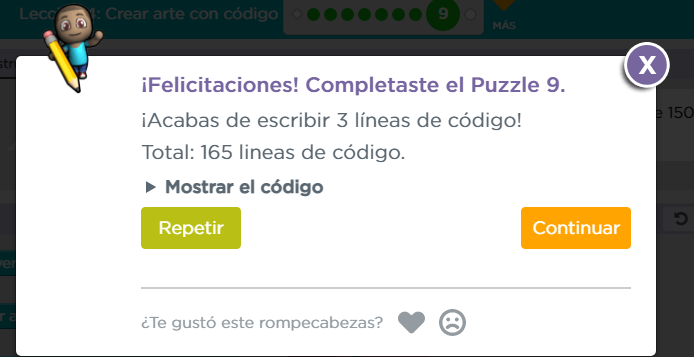 Lecc 1: Crear arte con código
9
MÁS
X
¡Felicitaciones! Completaste el Puzzle 9.
¡Acabas de escribir 3 líneas de código!
Total: 165 lineas de código.
Mostrar el código
Repetir
Continuar
¿Te gustó este rompecabezas?
150